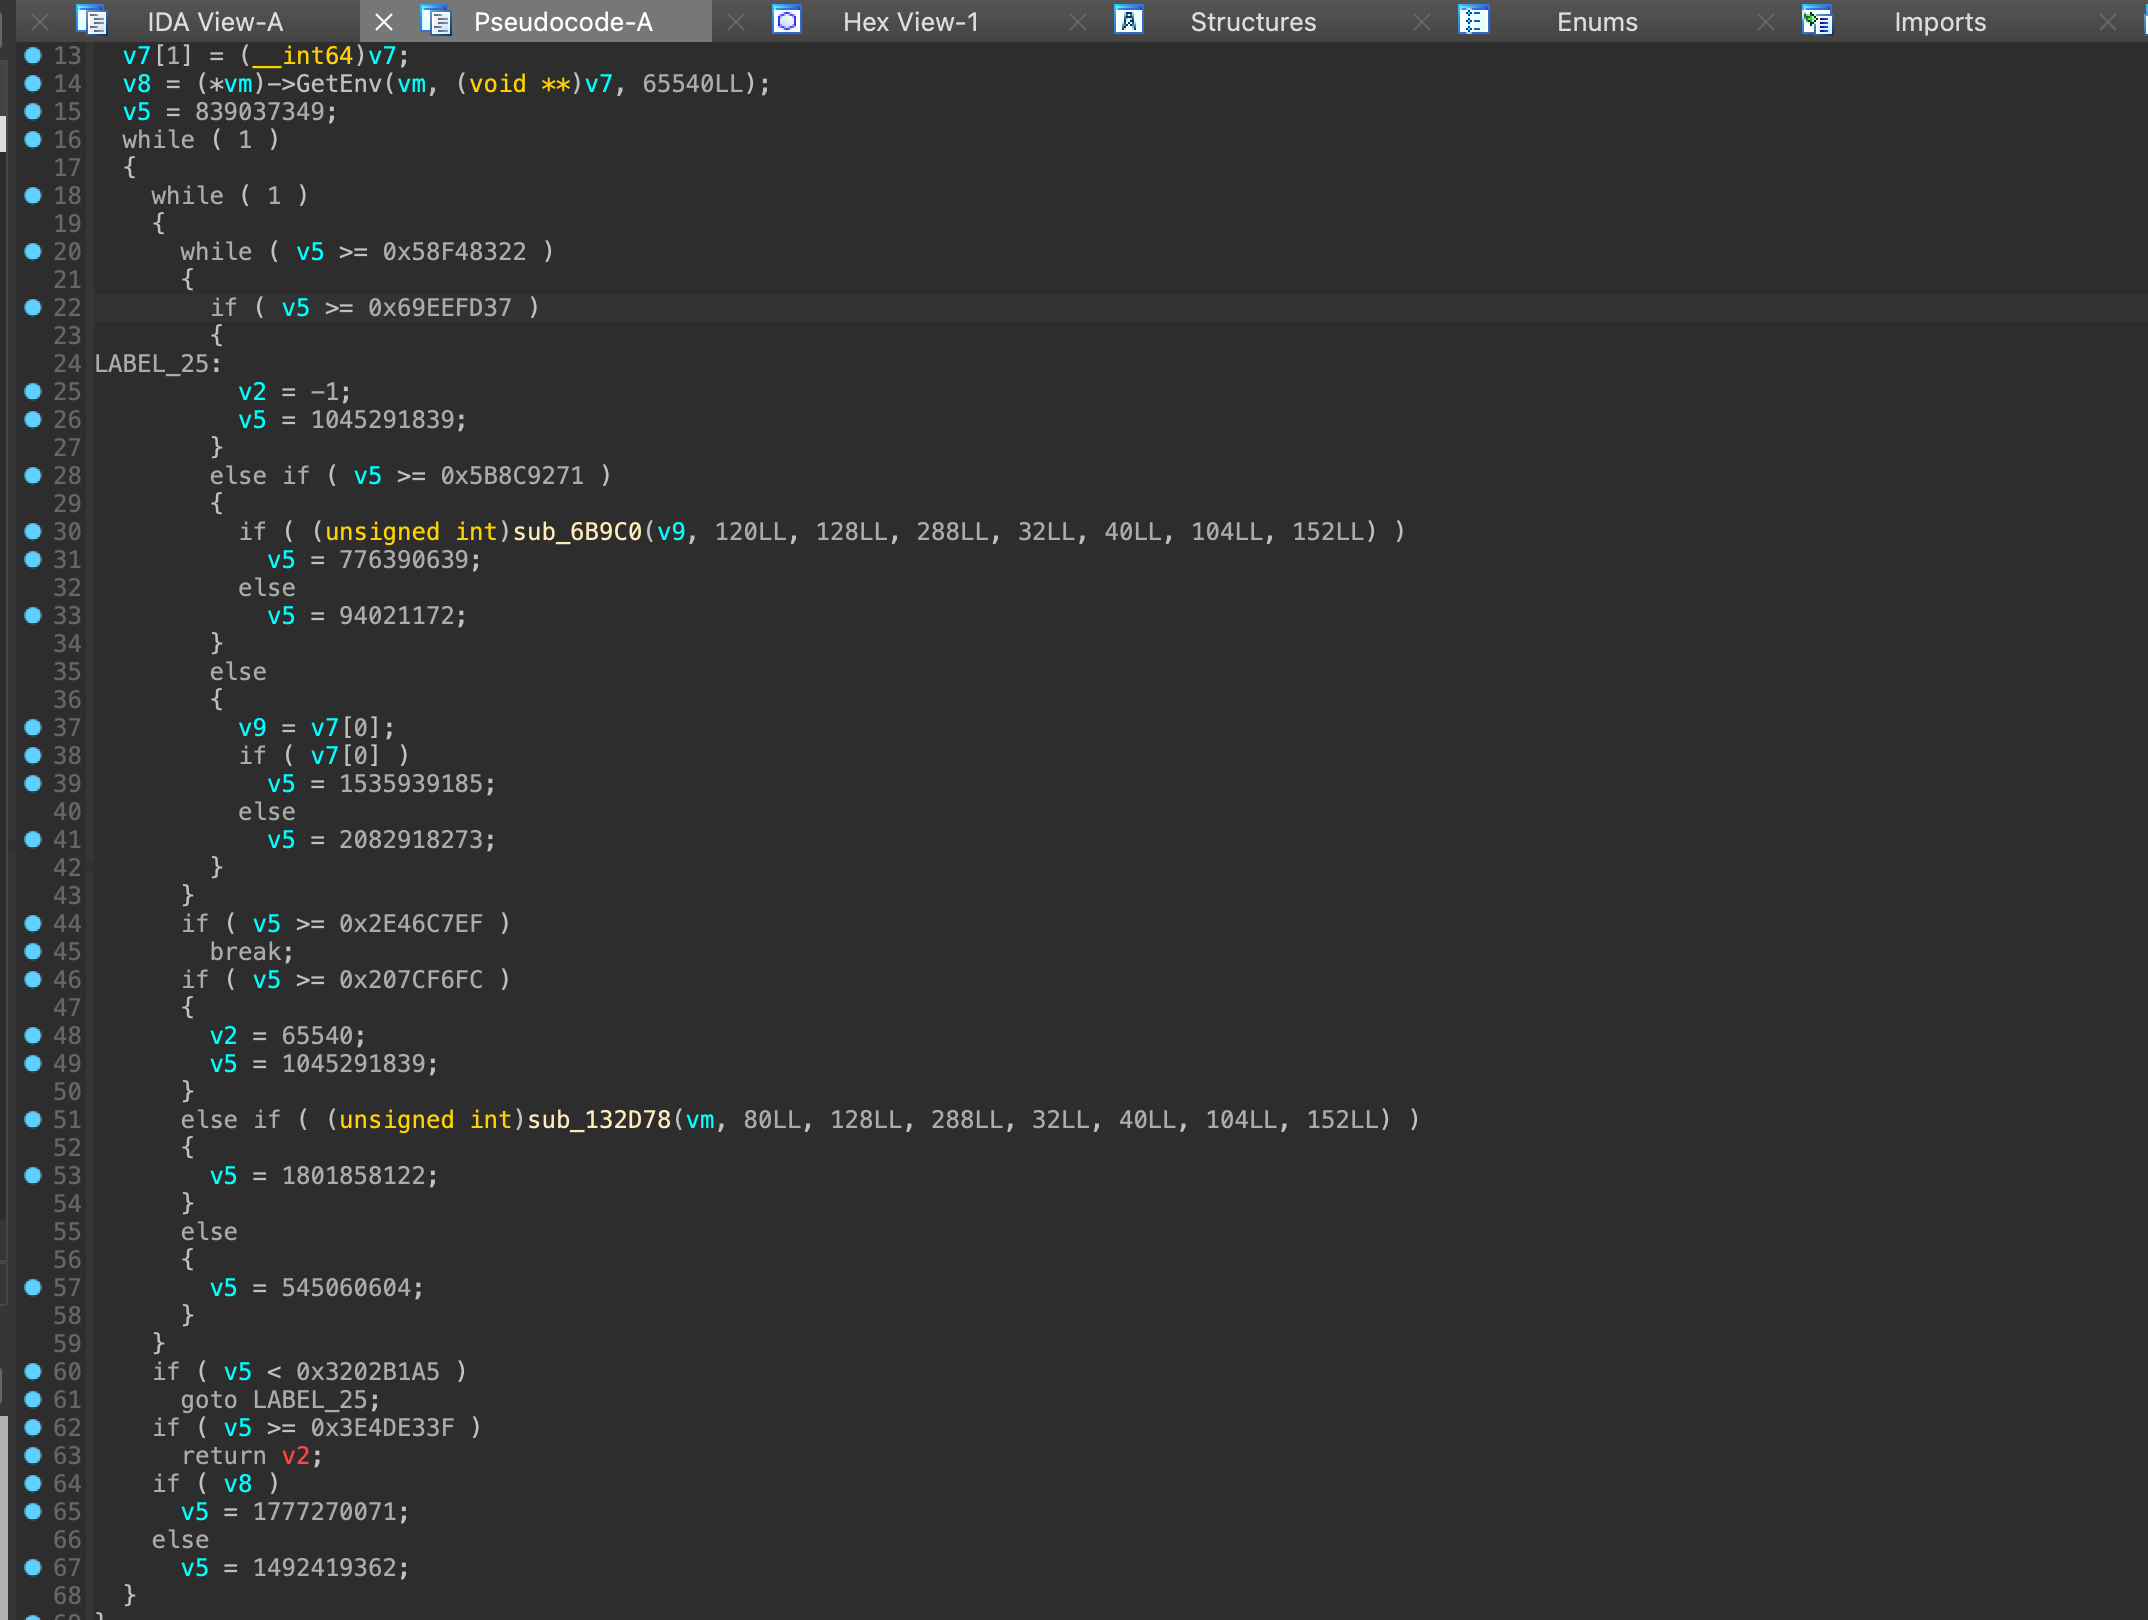 IDA View-A Pseudocode-A Hex View-1 Structures Enums Imports
13 v7[1] = (__int64)v7;
14 v8 = (*vm)->GetEnv(vm, (void **)v7, 65540LL);
15 v5 = 839037349;
16 while ( 1 )
17 {
18 while ( 1 )
19 {
20 while ( v5 >= 0x58F48322 )
21 {
22 if ( v5 >= 0x69EEFD37 )
23 {
24 LABEL_25:
25 v2 = -1;
26 v5 = 1045291839;
27 }
28 else if ( v5 >= 0x5B8C9271 )
29 {
30 if ( (unsigned int)sub_6B9C0(v9, 120LL, 128LL, 288LL, 32LL, 40LL, 104LL, 152LL) )
31 v5 = 776390639;
32 else
33 v5 = 94021172;
34 }
35 else
36 {
37 v9 = v7[0];
38 if ( v7[0] )
39 v5 = 1535939185;
40 else
41 v5 = 2082918273;
42 }
43 }
44 if ( v5 >= 0x2E46C7EF )
45 break;
46 if ( v5 >= 0x207CF6FC )
47 {
48 v2 = 65540;
49 v5 = 1045291839;
50 }
51 else if ( (unsigned int)sub_132D78(vm, 80LL, 128LL, 288LL, 32LL, 40LL, 104LL, 152LL) )
52 {
53 v5 = 1801858122;
54 }
55 else
56 {
57 v5 = 545060604;
58 }
59 }
60 if ( v5 < 0x3202B1A5 )
61 goto LABEL_25;
62 if ( v5 >= 0x3E4DE33F )
63 return v2;
64 if ( v8 )
65 v5 = 1777270071;
66 else
67 v5 = 1492419362;
68 }